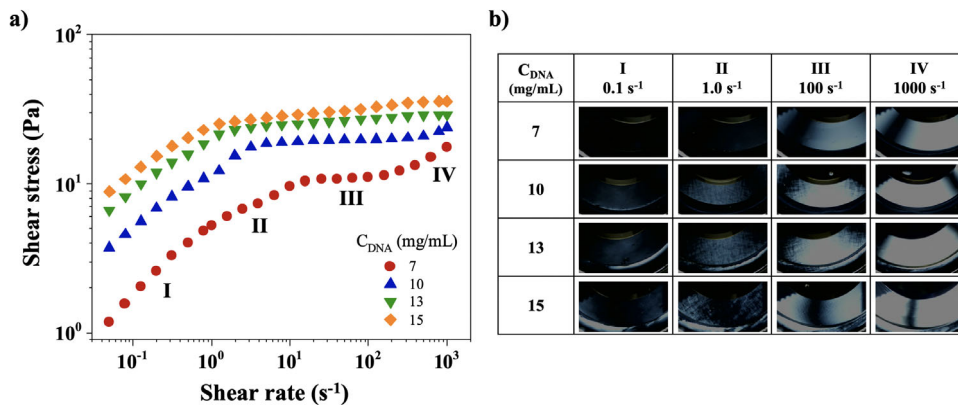 a)
Shear stress (Pa)
10²
10¹
10⁰
I
II
III
IV
C_DNA (mg/mL)
7
10
13
15
10⁻¹ 10⁰ 10¹ 10² 10³
Shear rate (s⁻¹)
b)
C_DNA (mg/mL) I 0.1 s⁻¹ II 1.0 s⁻¹ III 100 s⁻¹ IV 1000 s⁻¹
7
10
13
15